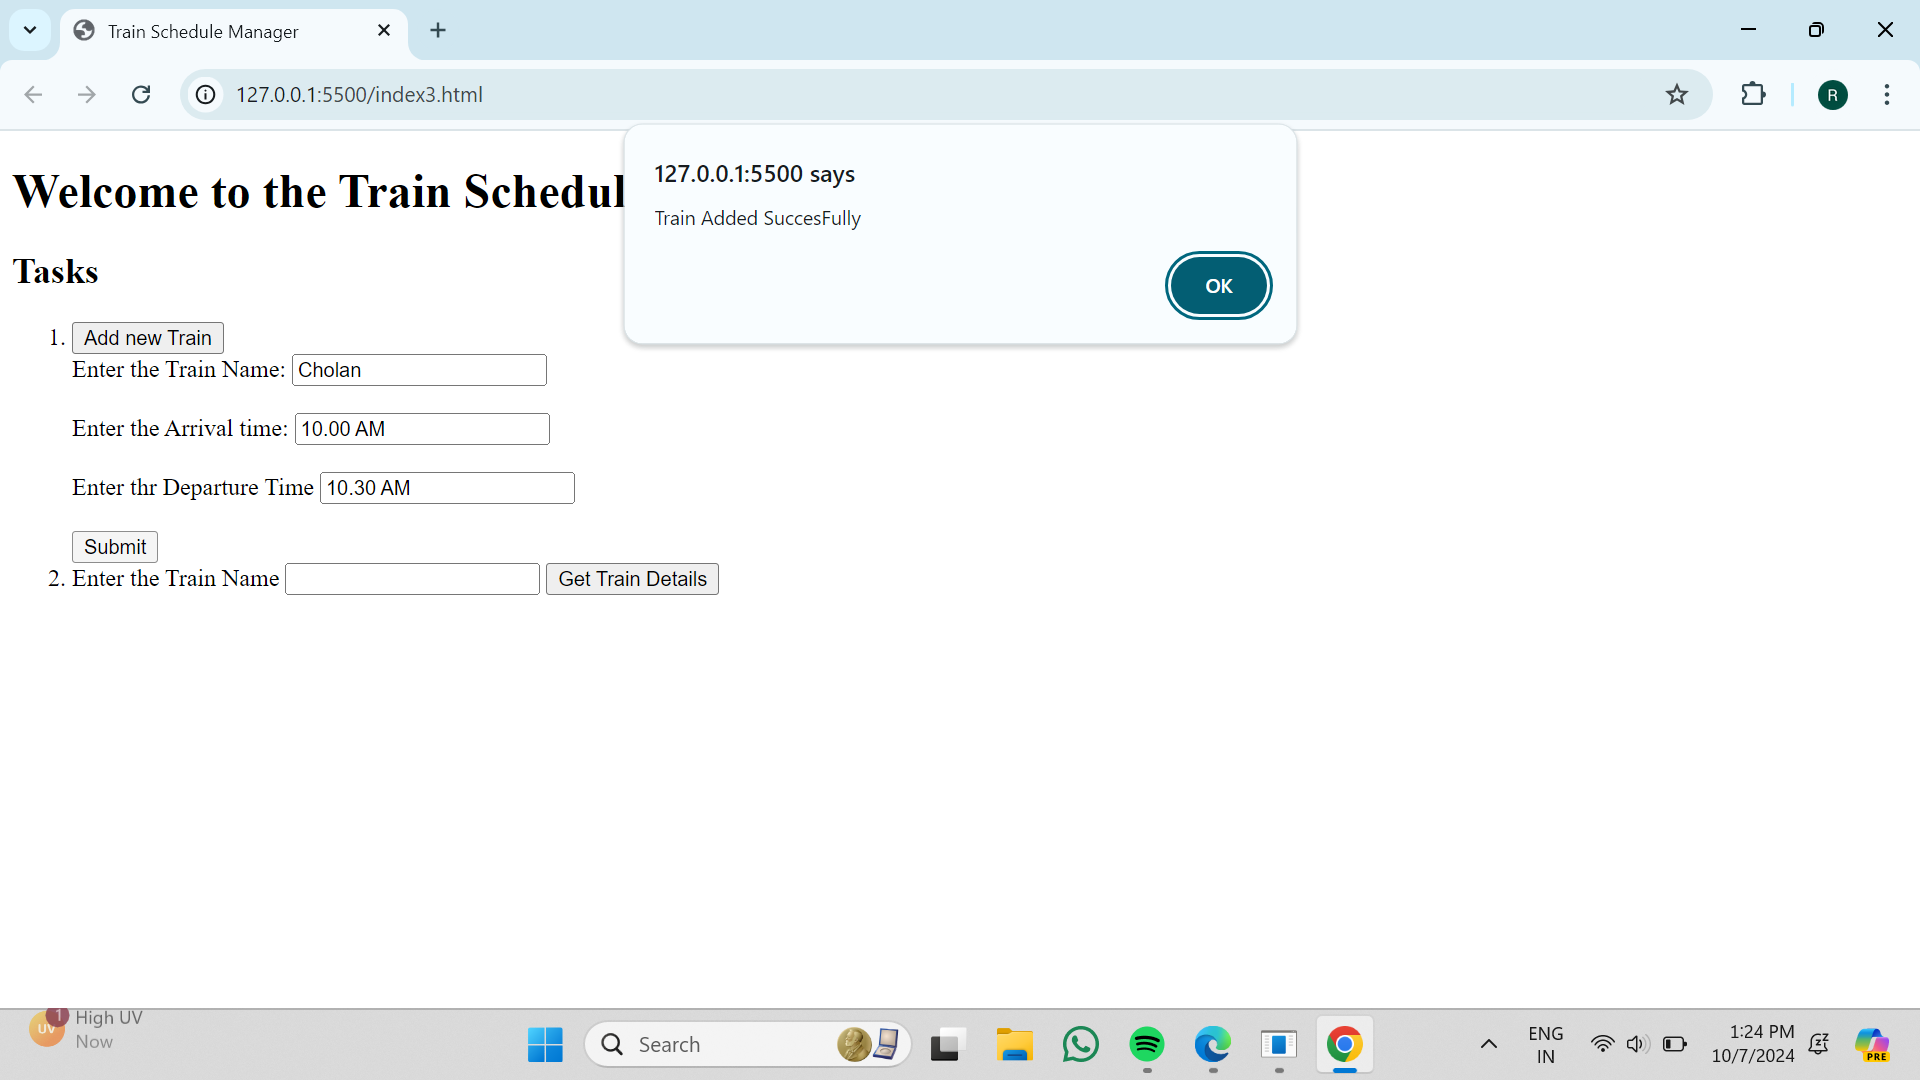 Train Schedule Manager
127.0.0.1:5500/index3.html
R
127.0.0.1:5500 says
Train Added SuccesFully
OK
Welcome to the Train Schedul
Tasks
1. Add new Train
Enter the Train Name: Cholan
Enter the Arrival time: 10.00 AM
Enter thr Departure Time 10.30 AM
Submit
2. Enter the Train Name Get Train Details
UV 1 High UV
Now
Search
ENG
IN
1:24 PM
10/7/2024
PRE